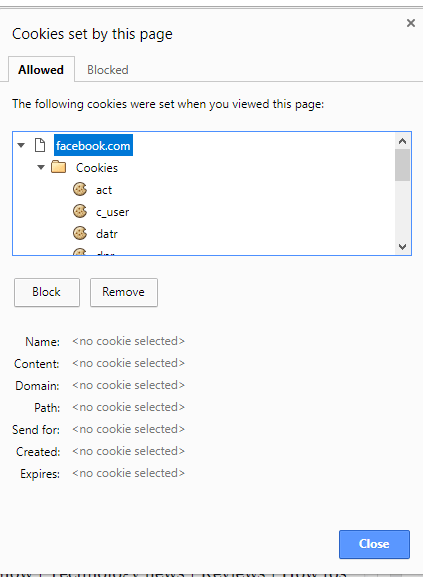 Cookies set by this page
Allowed
Blocked
The following cookies were set when you viewed this page:
facebook.com
Cookies
act
c_user
datr
Block
Remove
Name: <no cookie selected>
Content: <no cookie selected>
Domain: <no cookie selected>
Path: <no cookie selected>
Send for: <no cookie selected>
Created: <no cookie selected>
Expires: <no cookie selected>
Close